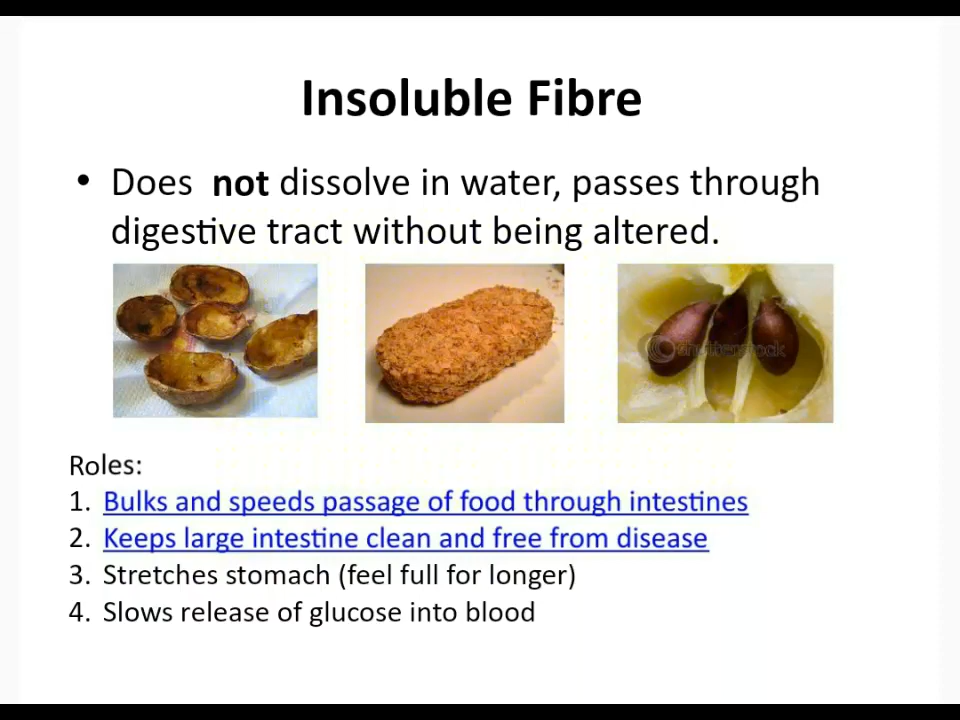 Insoluble Fibre
• Does not dissolve in water, passes through
digestive tract without being altered.
shutterstock
Roles:
1. Bulks and speeds passage of food through intestines
2. Keeps large intestine clean and free from disease
3. Stretches stomach (feel full for longer)
4. Slows release of glucose into blood